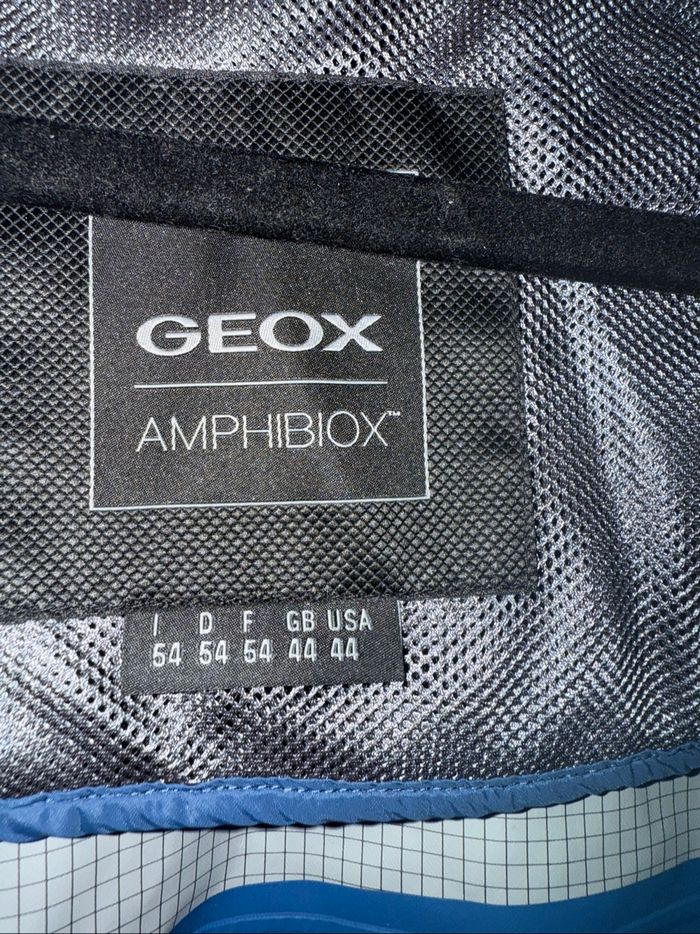 GEOX
AMPHIBIOX™
I D F GB USA
54 54 54 44 44